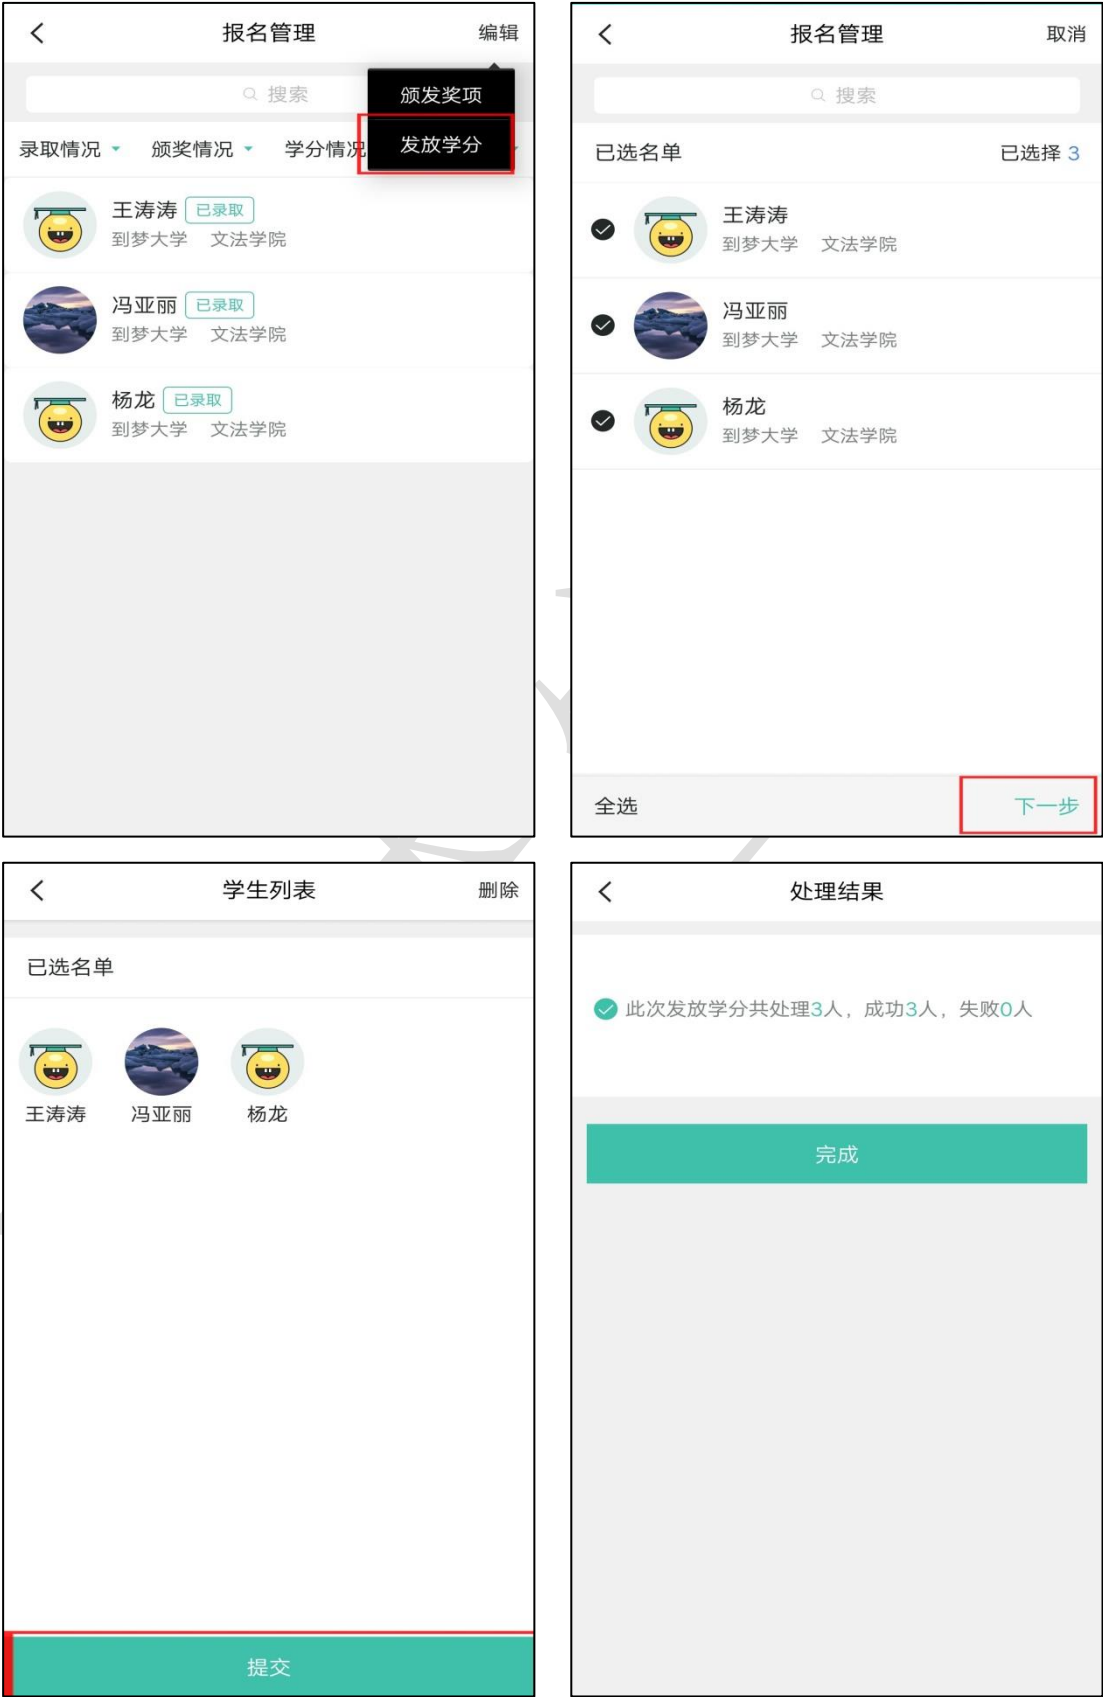 报名管理
编辑
搜索
颁发奖项
发放学分
录取情况 颁奖情况 学分情况
王涛涛 已录取
到梦大学 文法学院
冯亚丽 已录取
到梦大学 文法学院
杨龙 已录取
到梦大学 文法学院
报名管理
取消
搜索
已选名单 已选择 3
王涛涛
到梦大学 文法学院
冯亚丽
到梦大学 文法学院
杨龙
到梦大学 文法学院
全选 下一步
学生列表
删除
已选名单
王涛涛 冯亚丽 杨龙
提交
处理结果
此次发放学分共处理3人，成功3人，失败0人
完成